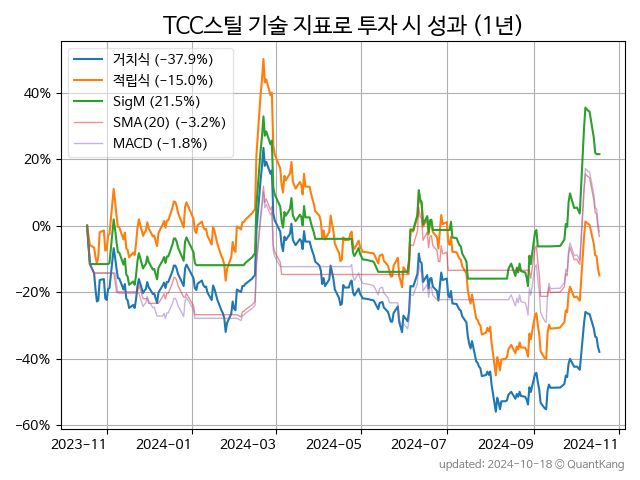 TCC스틸 기술 지표로 투자 시 성과 (1년)
거치식 (−37.9%)
적립식 (−15.0%)
SigM (21.5%)
SMA(20) (−3.2%)
MACD (−1.8%)
40%
20%
0%
−20%
−40%
−60%
2023-11 2024-01 2024-03 2024-05 2024-07 2024-09 2024-11
updated: 2024-10-18 © QuantKang